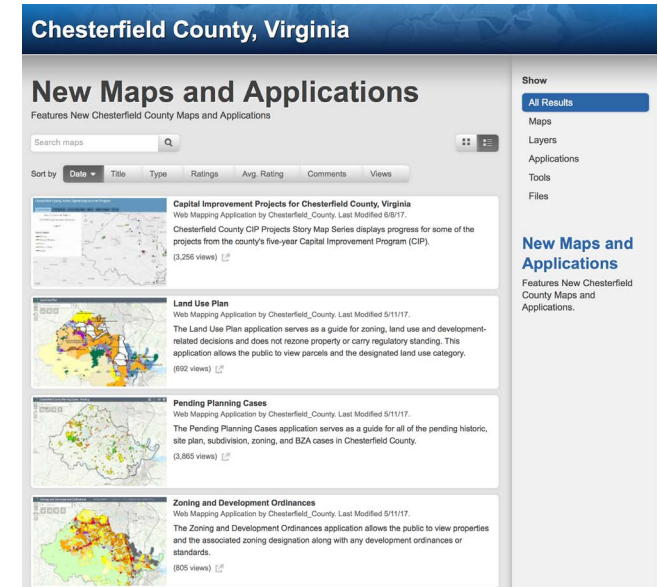 Chesterfield County, Virginia
New Maps and Applications
Features New Chesterfield County Maps and Applications
Search maps
Sort by Date Title Type Ratings Avg. Rating Comments Views
Capital Improvement Projects for Chesterfield County, Virginia
Web Mapping Application by Chesterfield_County. Last Modified 6/8/17.
Chesterfield County CIP Projects Story Map Series displays progress for some of the
projects from the county's five-year Capital Improvement Program (CIP).
(3,256 views)
Land Use Plan
Web Mapping Application by Chesterfield_County. Last Modified 5/11/17.
The Land Use Plan application serves as a guide for zoning, land use and development-
related decisions and does not rezone property or carry regulatory standing. This
application allows the public to view parcels and the designated land use category.
(692 views)
Pending Planning Cases
Web Mapping Application by Chesterfield_County. Last Modified 5/11/17.
The Pending Planning Cases application serves as a guide for all of the pending historic,
site plan, subdivision, zoning, and BZA cases in Chesterfield County.
(3,865 views)
Zoning and Development Ordinances
Web Mapping Application by Chesterfield_County. Last Modified 5/11/17.
The Zoning and Development Ordinances application allows the public to view properties
and the associated zoning designation along with any development ordinances or
standards.
(805 views)
Show
All Results
Maps
Layers
Applications
Tools
Files
New Maps and
Applications
Features New Chesterfield
County Maps and
Applications.